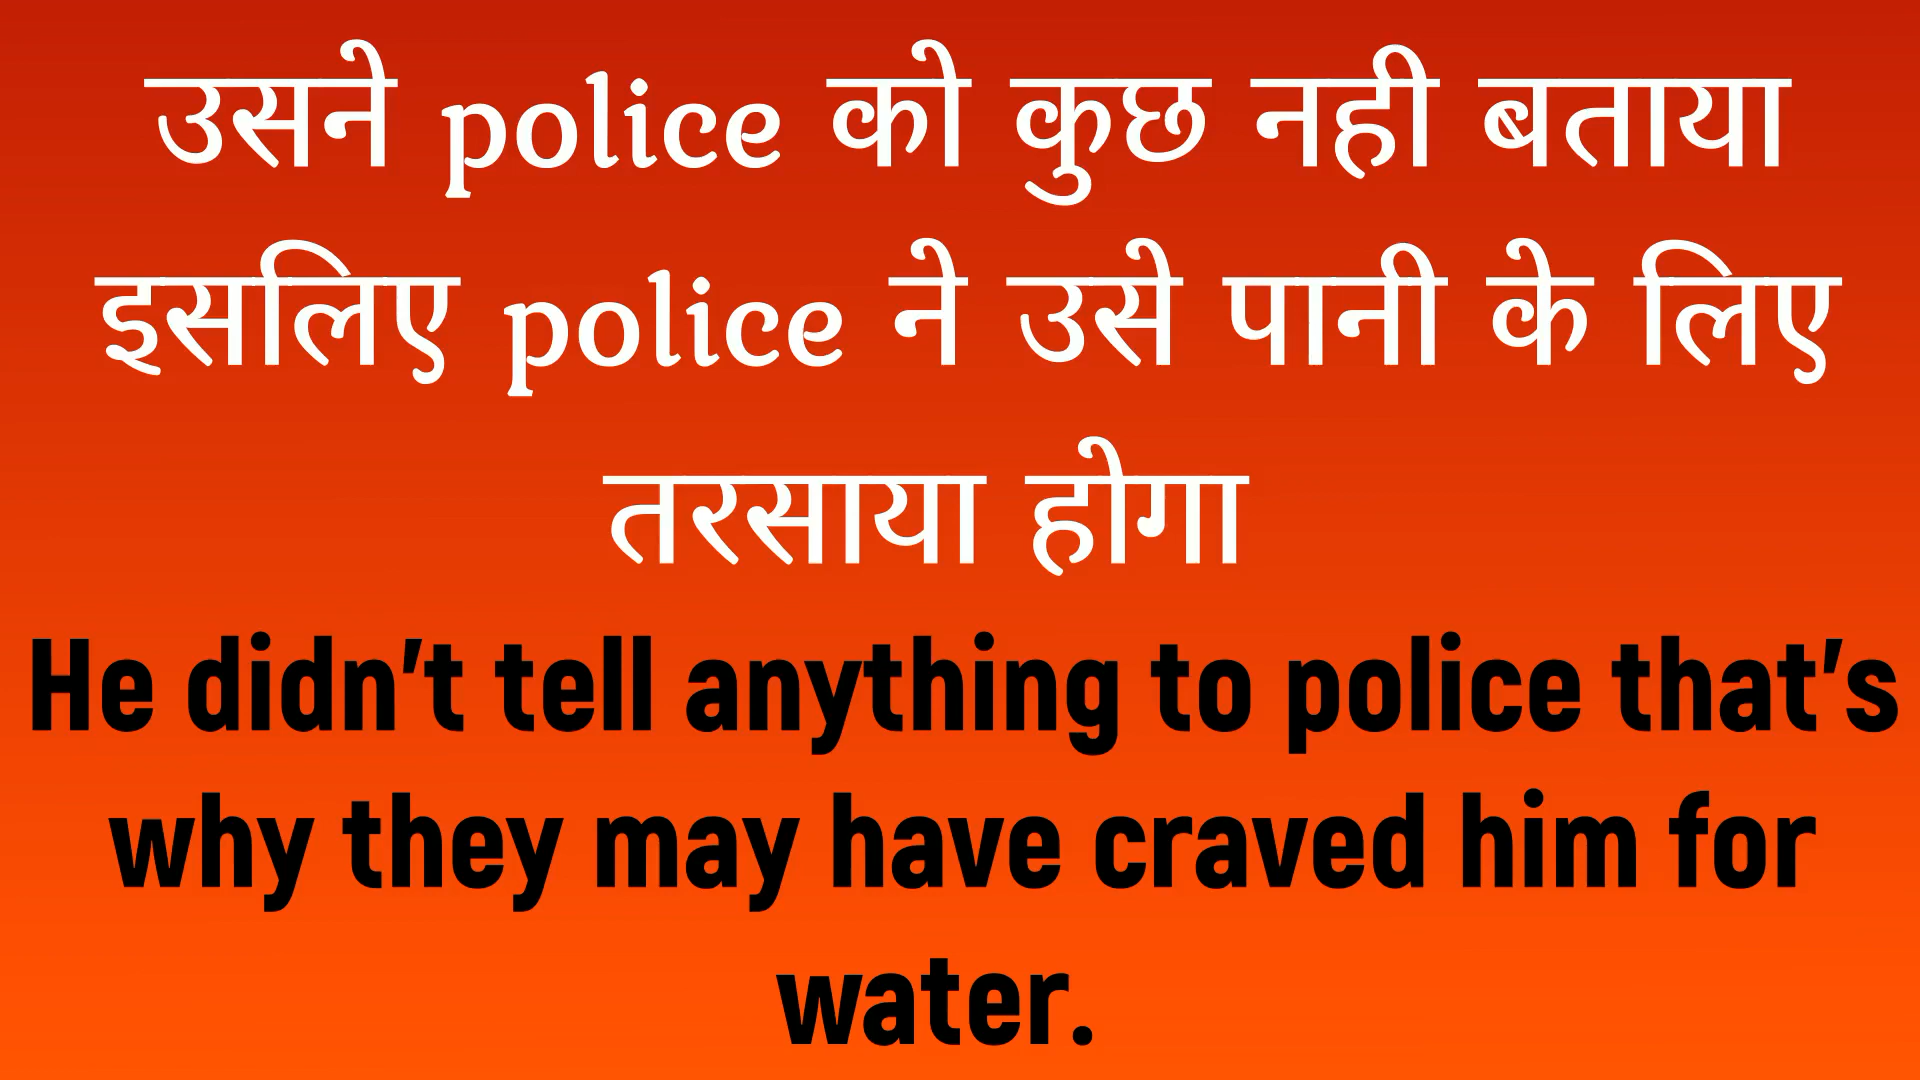 उसने police को कुछ नही बताया
इसलिए police ने उसे पानी के लिए
तरसाया होगा
He didn't tell anything to police that's
why they may have craved him for
water.